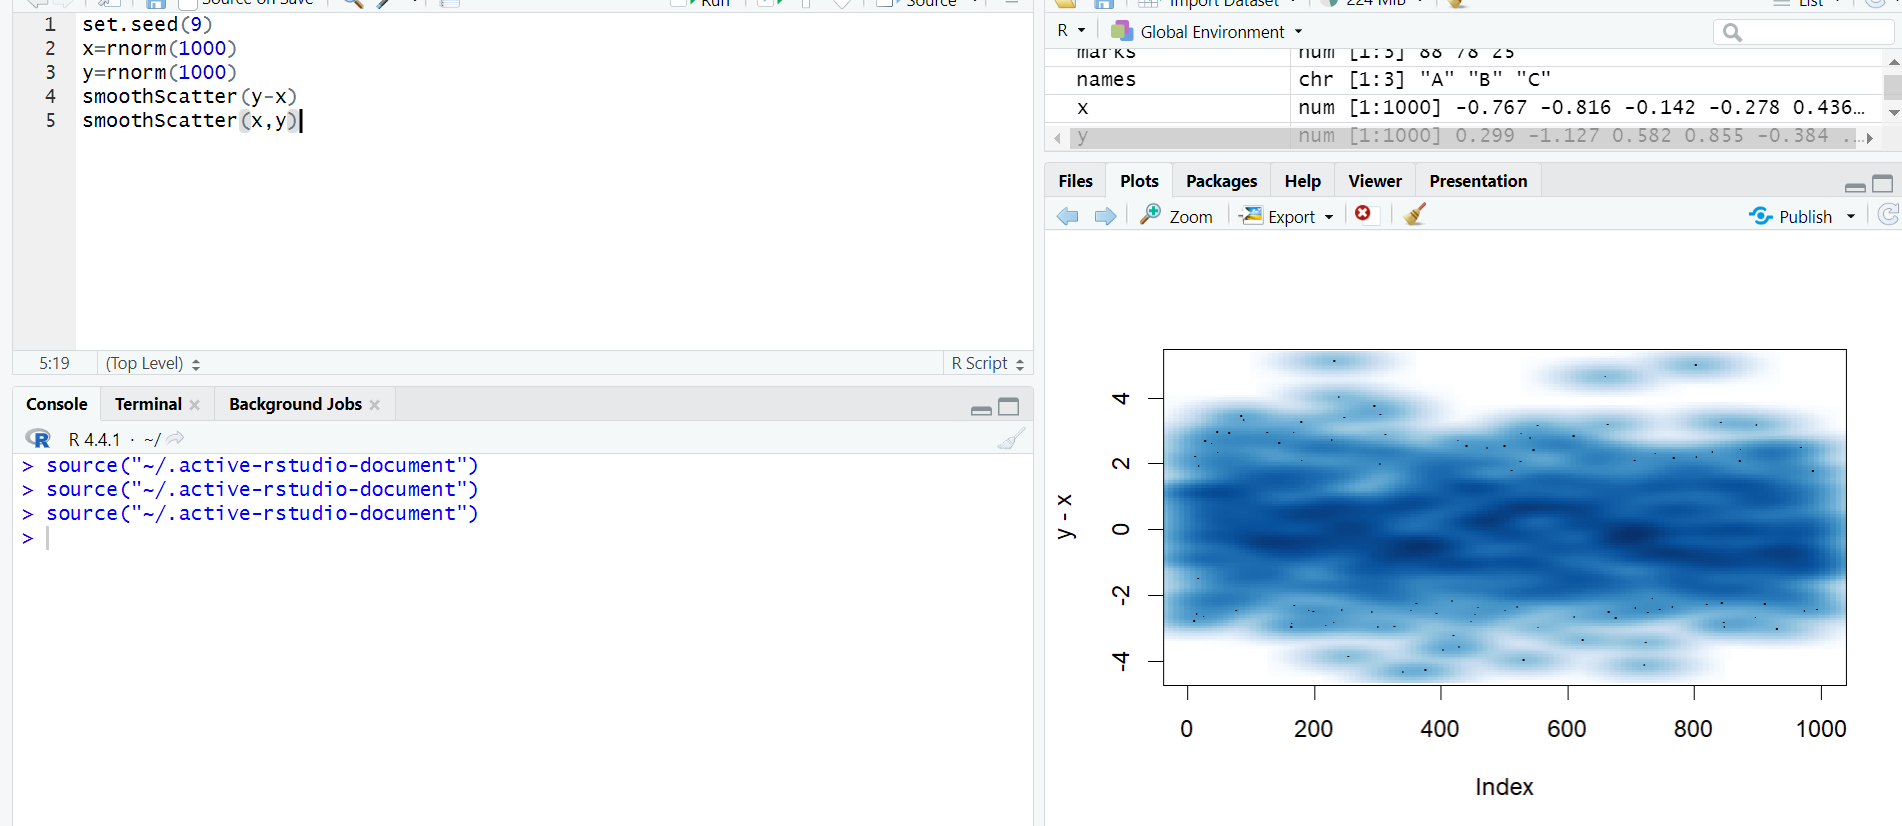 Source on Save
Run
Source
1 set.seed(9)
2 x=rnorm(1000)
3 y=rnorm(1000)
4 smoothScatter(y-x)
5 smoothScatter(x,y)
5:19 (Top Level) R Script
Console Terminal Background Jobs
R R 4.4.1 · ~/
> source("~/.active-rstudio-document")
> source("~/.active-rstudio-document")
> source("~/.active-rstudio-document")
>
Import Dataset 224 MiB List
R Global Environment
marks num [1:3] 88 78 25
names chr [1:3] "A" "B" "C"
x num [1:1000] -0.767 -0.816 -0.142 -0.278 0.436…
y num [1:1000] 0.299 -1.127 0.582 0.855 -0.384 ...
Files Plots Packages Help Viewer Presentation
Zoom Export Publish
4
2
0
-2
-4
y - x
0 200 400 600 800 1000
Index